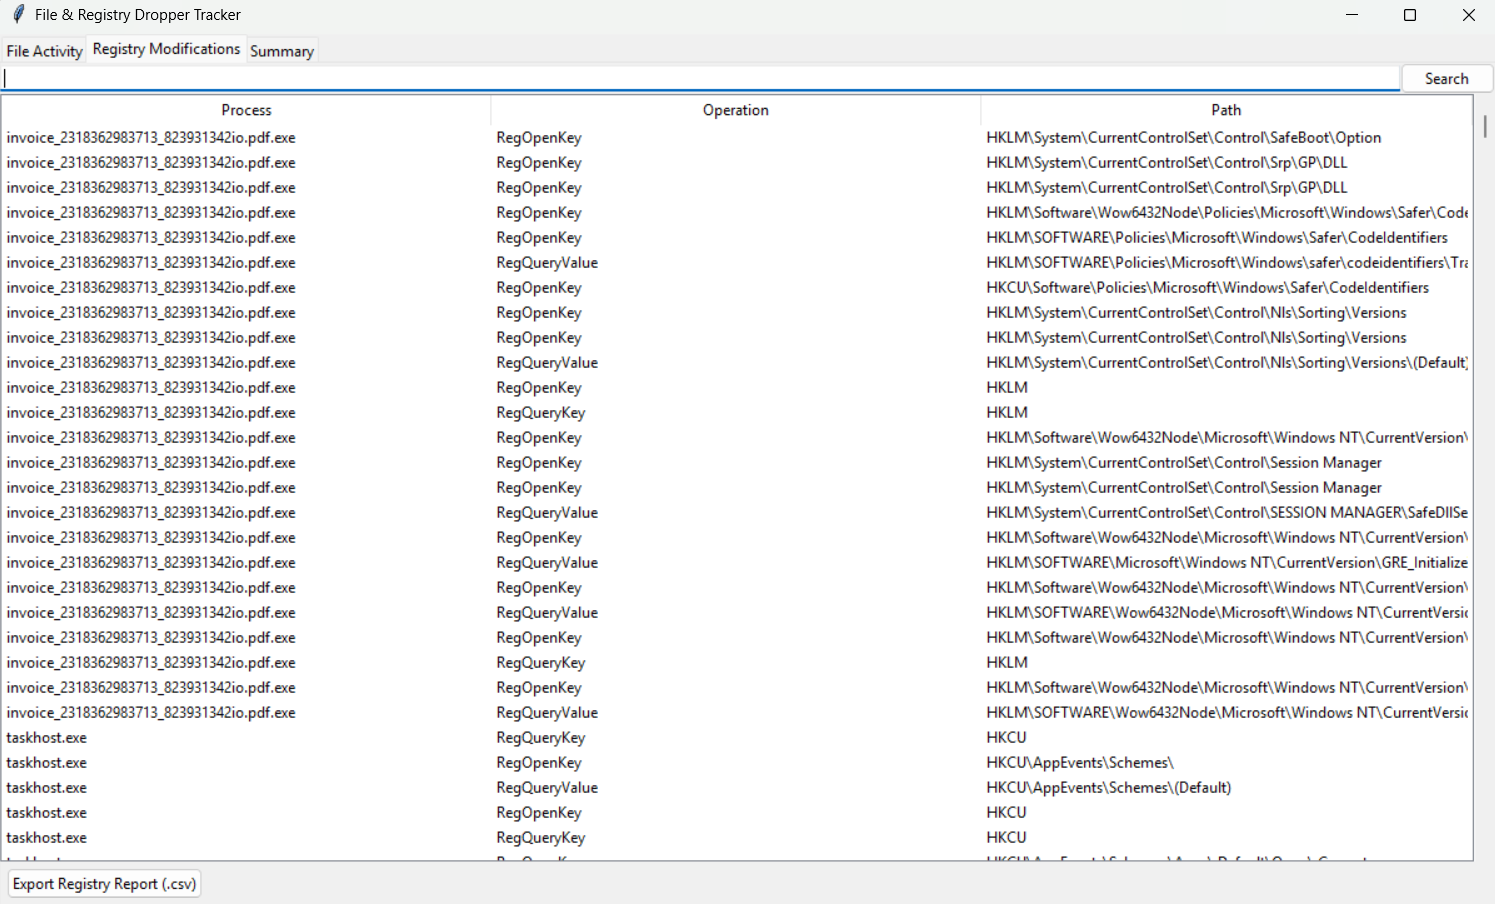 File & Registry Dropper Tracker
File Activity Registry Modifications Summary
Search
Process Operation Path
invoice_2318362983713_823931342io.pdf.exe RegOpenKey HKLM\System\CurrentControlSet\Control\SafeBoot\Option
invoice_2318362983713_823931342io.pdf.exe RegOpenKey HKLM\System\CurrentControlSet\Control\Srp\GP\DLL
invoice_2318362983713_823931342io.pdf.exe RegOpenKey HKLM\System\CurrentControlSet\Control\Srp\GP\DLL
invoice_2318362983713_823931342io.pdf.exe RegOpenKey HKLM\Software\Wow6432Node\Policies\Microsoft\Windows\Safer\Code
invoice_2318362983713_823931342io.pdf.exe RegOpenKey HKLM\SOFTWARE\Policies\Microsoft\Windows\Safer\CodeIdentifiers
invoice_2318362983713_823931342io.pdf.exe RegQueryValue HKLM\SOFTWARE\Policies\Microsoft\Windows\safer\codeidentifiers\Tra
invoice_2318362983713_823931342io.pdf.exe RegOpenKey HKCU\Software\Policies\Microsoft\Windows\Safer\CodeIdentifiers
invoice_2318362983713_823931342io.pdf.exe RegOpenKey HKLM\System\CurrentControlSet\Control\Nls\Sorting\Versions
invoice_2318362983713_823931342io.pdf.exe RegOpenKey HKLM\System\CurrentControlSet\Control\Nls\Sorting\Versions
invoice_2318362983713_823931342io.pdf.exe RegQueryValue HKLM\System\CurrentControlSet\Control\Nls\Sorting\Versions\(Default)
invoice_2318362983713_823931342io.pdf.exe RegOpenKey HKLM
invoice_2318362983713_823931342io.pdf.exe RegQueryKey HKLM
invoice_2318362983713_823931342io.pdf.exe RegOpenKey HKLM\Software\Wow6432Node\Microsoft\Windows NT\CurrentVersion\
invoice_2318362983713_823931342io.pdf.exe RegOpenKey HKLM\System\CurrentControlSet\Control\Session Manager
invoice_2318362983713_823931342io.pdf.exe RegOpenKey HKLM\System\CurrentControlSet\Control\Session Manager
invoice_2318362983713_823931342io.pdf.exe RegQueryValue HKLM\System\CurrentControlSet\Control\SESSION MANAGER\SafeDllSe
invoice_2318362983713_823931342io.pdf.exe RegOpenKey HKLM\Software\Wow6432Node\Microsoft\Windows NT\CurrentVersion\
invoice_2318362983713_823931342io.pdf.exe RegQueryValue HKLM\SOFTWARE\Microsoft\Windows NT\CurrentVersion\GRE_Initialize
invoice_2318362983713_823931342io.pdf.exe RegOpenKey HKLM\Software\Wow6432Node\Microsoft\Windows NT\CurrentVersion\
invoice_2318362983713_823931342io.pdf.exe RegQueryValue HKLM\SOFTWARE\Wow6432Node\Microsoft\Windows NT\CurrentVersic
invoice_2318362983713_823931342io.pdf.exe RegOpenKey HKLM\Software\Wow6432Node\Microsoft\Windows NT\CurrentVersion\
invoice_2318362983713_823931342io.pdf.exe RegQueryKey HKLM
invoice_2318362983713_823931342io.pdf.exe RegOpenKey HKLM\Software\Wow6432Node\Microsoft\Windows NT\CurrentVersion\
invoice_2318362983713_823931342io.pdf.exe RegQueryValue HKLM\SOFTWARE\Wow6432Node\Microsoft\Windows NT\CurrentVersic
taskhost.exe RegQueryKey HKCU
taskhost.exe RegOpenKey HKCU\AppEvents\Schemes\
taskhost.exe RegQueryValue HKCU\AppEvents\Schemes\(Default)
taskhost.exe RegOpenKey HKCU
taskhost.exe RegQueryKey HKCU
Export Registry Report (.csv)